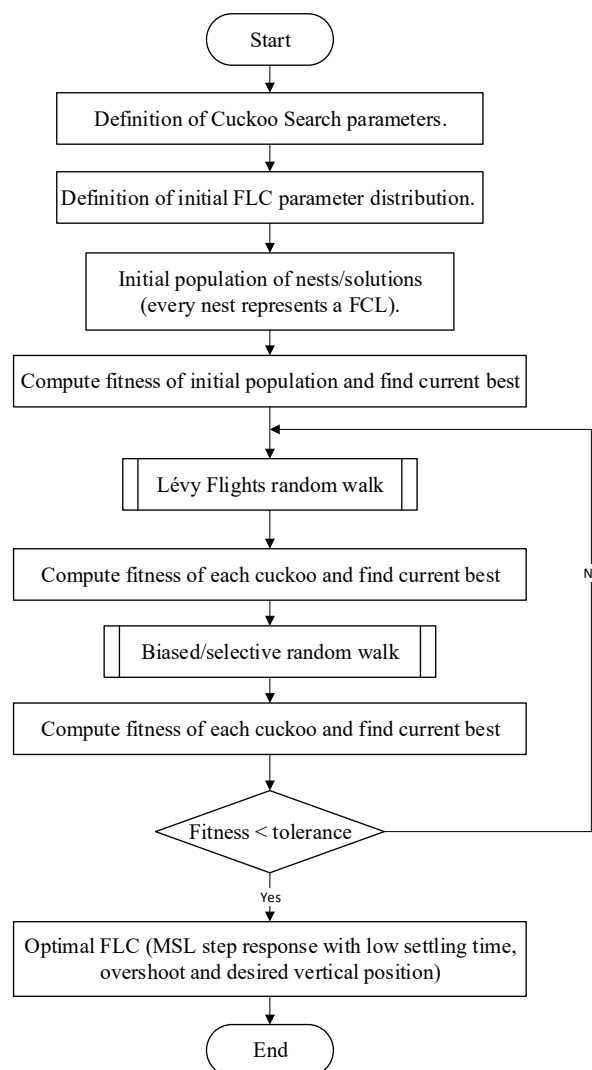 Start
Definition of Cuckoo Search parameters.
Definition of initial FLC parameter distribution.
Initial population of nests/solutions
(every nest represents a FCL).
Compute fitness of initial population and find current best
Lévy Flights random walk
Compute fitness of each cuckoo and find current best
N
Biased/selective random walk
Compute fitness of each cuckoo and find current best
Fitness < tolerance
Yes
Optimal FLC (MSL step response with low settling time,
overshoot and desired vertical position)
End